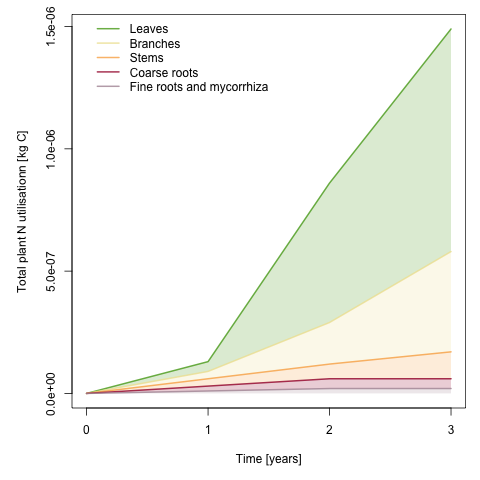 Leaves
Branches
Stems
Coarse roots
Fine roots and mycorrhiza
Total plant N utilisationn [kg C]
1.5e-06
1.0e-06
5.0e-07
0.0e+00
0 1 2 3
Time [years]